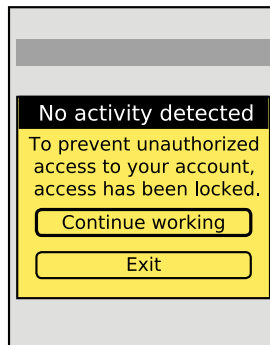 No activity detected
To prevent unauthorized
access to your account,
access has been locked.
Continue working
Exit